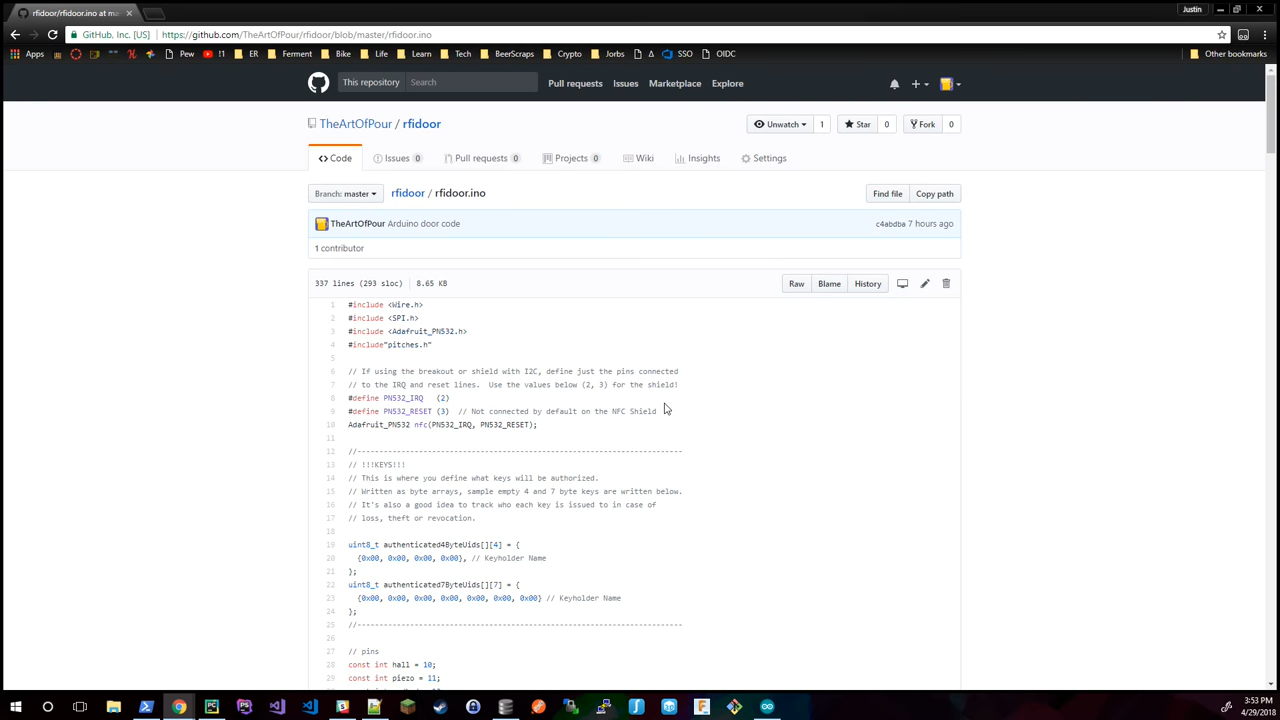 rfidoor/rfidoor.ino at ma
Justin
GitHub, Inc. [US]
https://github.com/TheArtOfPour/rfidoor/blob/master/rfidoor.ino
Apps
Pew
!1
ER
Ferment
Bike
Life
Learn
Tech
BeerScraps
Crypto
Jorbs
Δ
SSO
OIDC
Other bookmarks
This repository
Search
Pull requests
Issues
Marketplace
Explore
TheArtOfPour / rfidoor
Unwatch
1
Star
0
Fork
0
Code
Issues 0
Pull requests 0
Projects 0
Wiki
Insights
Settings
Branch: master
rfidoor / rfidoor.ino
Find file
Copy path
TheArtOfPour Arduino door code
c4abdba 7 hours ago
1 contributor
337 lines (293 sloc)
8.65 KB
Raw
Blame
History
1 #include <Wire.h>
2 #include <SPI.h>
3 #include <Adafruit_PN532.h>
4 #include"pitches.h"
5
6 // If using the breakout or shield with I2C, define just the pins connected
7 // to the IRQ and reset lines.  Use the values below (2, 3) for the shield!
8 #define PN532_IRQ   (2)
9 #define PN532_RESET (3)  // Not connected by default on the NFC Shield
10 Adafruit_PN532 nfc(PN532_IRQ, PN532_RESET);
11
12 //--------------------------------------------------------------------------
13 // !!!KEYS!!!
14 // This is where you define what keys will be authorized.
15 // Written as byte arrays, sample empty 4 and 7 byte keys are written below.
16 // It's also a good idea to track who each key is issued to in case of
17 // loss, theft or revocation.
18
19 uint8_t authenticated4ByteUids[][4] = {
20   {0x00, 0x00, 0x00, 0x00}, // Keyholder Name
21 };
22 uint8_t authenticated7ByteUids[][7] = {
23   {0x00, 0x00, 0x00, 0x00, 0x00, 0x00, 0x00} // Keyholder Name
24 };
25 //--------------------------------------------------------------------------
26
27 // pins
28 const int hall = 10;
29 const int piezo = 11;
3:53 PM
4/29/2018